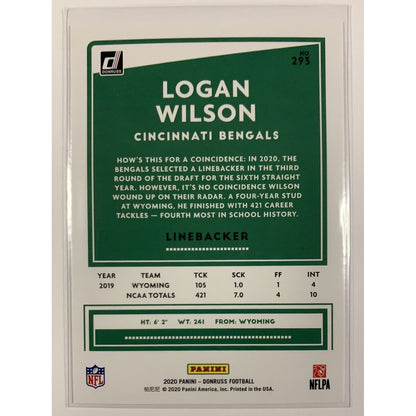 DONRUSS
NO.
293
LOGAN
WILSON
CINCINNATI BENGALS
HOW'S THIS FOR A COINCIDENCE: IN 2020, THE
BENGALS SELECTED A LINEBACKER IN THE THIRD
ROUND OF THE DRAFT FOR THE SIXTH STRAIGHT
YEAR. HOWEVER, IT'S NO COINCIDENCE WILSON
WOUND UP ON THEIR RADAR. A FOUR-YEAR STUD
AT WYOMING, HE FINISHED WITH 421 CAREER
TACKLES — FOURTH MOST IN SCHOOL HISTORY.
LINEBACKER
YEAR TEAM TCK SCK FF INT
2019 WYOMING 105 1.0 1 4
NCAA TOTALS 421 7.0 4 10
HT: 6' 2" WT: 241 FROM: WYOMING
NFL
PANINI
NFLPA
2020 PANINI – DONRUSS FOOTBALL
帕尼尼 © 2020 Panini America, Inc. Printed in the USA.